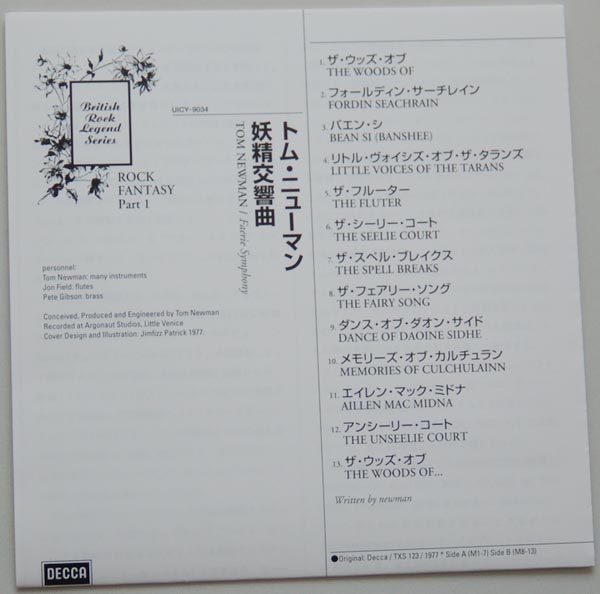 British
Rock
Legend
Series
ROCK
FANTASY
Part 1
UICY-9034
トム・ニューマン
妖精交響曲
TOM NEWMAN / Faerie Symphony
personnel:
Tom Newman: many instruments
Jon Field: flutes
Pete Gibson: brass
Conceived, Produced and Engineered by Tom Newman
Recorded at Argonaut Studios, Little Venice
Cover Design and Illustration: Jimfizz Patrick 1977.
DECCA
1. ザ・ウッズ・オブ
THE WOODS OF
2. フォールディン・サーチレイン
FORDIN SEACHRAIN
3. バエン・シ
BEAN SI (BANSHEE)
4. リトル・ヴォイシズ・オブ・ザ・タランズ
LITTLE VOICES OF THE TARANS
5. ザ・フルーター
THE FLUTER
6. ザ・シーリー・コート
THE SEELIE COURT
7. ザ・スペル・ブレイクス
THE SPELL BREAKS
8. ザ・フェアリー・ソング
THE FAIRY SONG
9. ダンス・オブ・ダオン・サイド
DANCE OF DAOINE SIDHE
10. メモリーズ・オブ・カルチュラン
MEMORIES OF CULCHULAINN
11. エイレン・マック・ミドナ
AILLEN MAC MIDNA
12. アンシーリー・コート
THE UNSEELIE COURT
13. ザ・ウッズ・オブ
THE WOODS OF...
Written by newman
●Original: Decca / TXS 123 / 1977 * Side A (M1-7) Side B (M8-13)